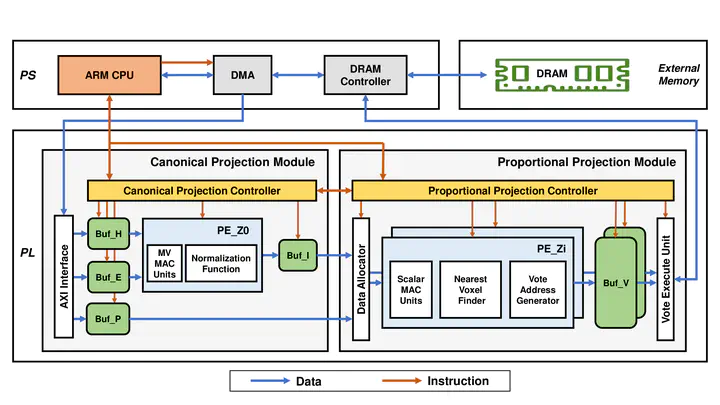 PS
ARM CPU
DMA
DRAM
Controller
DRAM
External
Memory
PL
Canonical Projection Module
Canonical Projection Controller
AXI Interface
Buf_H
Buf_E
Buf_P
PE_Z0
MV
MAC
Units
Normalization
Function
Buf_I
Proportional Projection Module
Proportional Projection Controller
Data Allocator
PE_Zi
Scalar
MAC
Units
Nearest
Voxel
Finder
Vote
Address
Generator
Buf_V
Vote Execute Unit
Data
Instruction